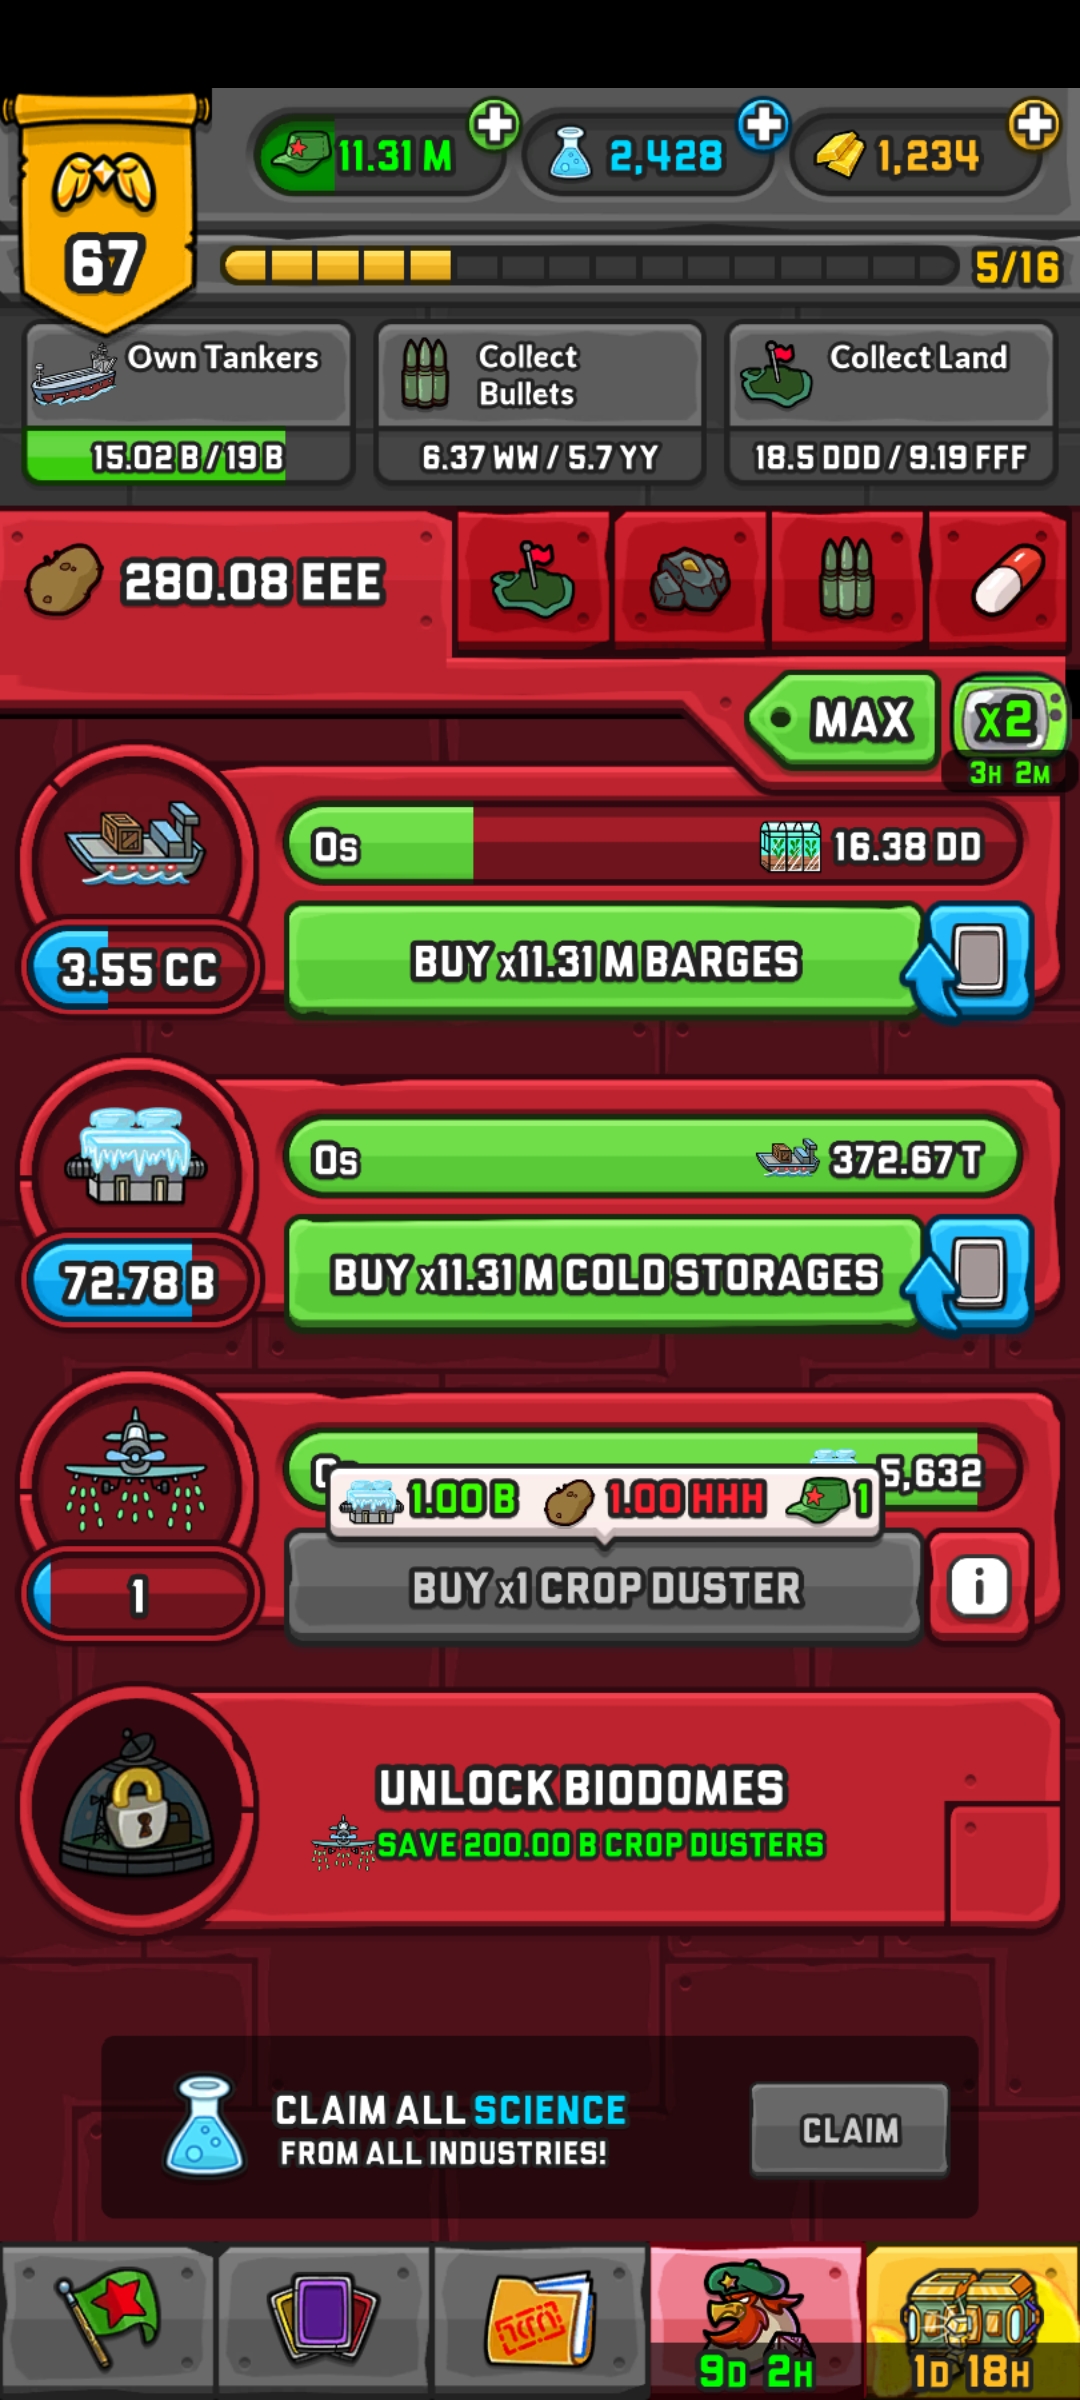 11.31 M
2,428
1,234
67
5/16
Own Tankers
15.02 B / 19 B
Collect
Bullets
6.37 WW / 5.7 YY
Collect Land
18.5 DDD / 9.19 FFF
280.08 EEE
MAX
x2
3H 2M
0s
16.38 DD
3.55 CC
BUY x11.31 M BARGES
0s
372.67 T
72.78 B
BUY x11.31 M COLD STORAGES
5,632
1.00 B
1.00 HHH
1
1
BUY x1 CROP DUSTER
i
UNLOCK BIODOMES
SAVE 200.00 B CROP DUSTERS
CLAIM ALL SCIENCE
FROM ALL INDUSTRIES!
CLAIM
9D 2H
1D 18H